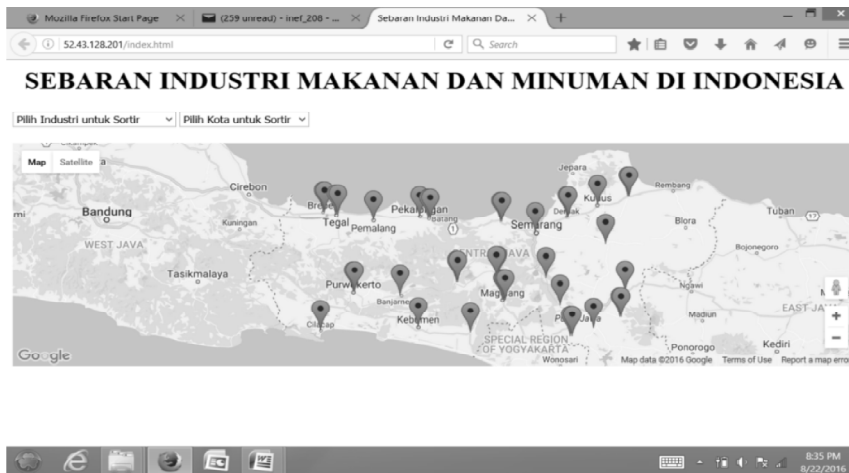 Mozilla Firefox Start Page
(259 unread) - inef_208 - ...
Sebaran Industri Makanan Da...
52.43.128.201/index.html
Search
SEBARAN INDUSTRI MAKANAN DAN MINUMAN DI INDONESIA
Pilih Industri untuk Sortir
Pilih Kota untuk Sortir
Map
Satellite
Jepara
Cirebon
Rembang
Bandung
Kuningan
Tegal
Pemalang
Pekalongan
Batang
Semarang
Demak
Kudus
Blora
Tuban
WEST JAVA
Bojonegoro
Tasikmalaya
Purwokerto
Magelang
Ngawi
Cilacap
Kebumen
Madiun
EAST JA
SPECIAL REGION
OF YOGYAKARTA
Wonosari
Ponorogo
Kediri
Google
Map data ©2016 Google
Terms of Use
Report a map erro
8:35 PM
8/22/2016